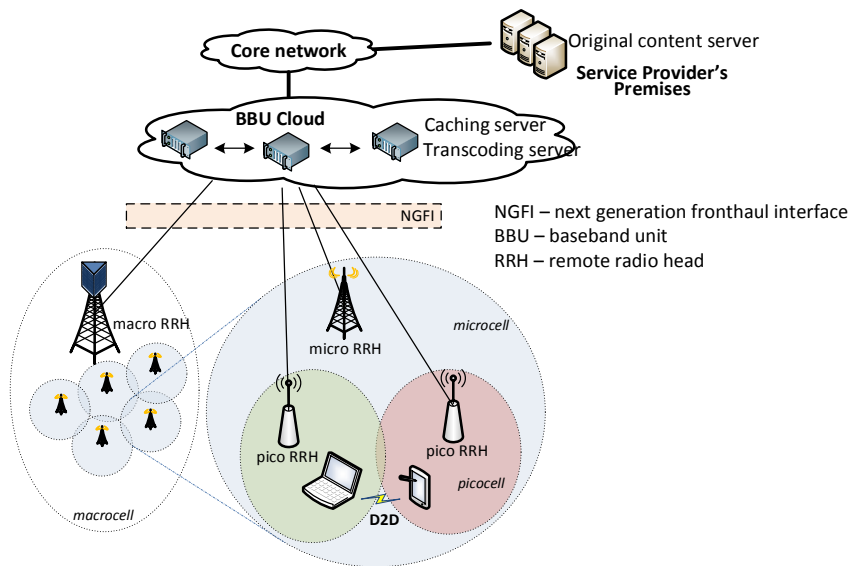 Core network
Original content server
Service Provider's
Premises
BBU Cloud
Caching server
Transcoding server
NGFI
NGFI – next generation fronthaul interface
BBU – baseband unit
RRH – remote radio head
macro RRH
micro RRH
microcell
pico RRH
pico RRH
picocell
D2D
macrocell